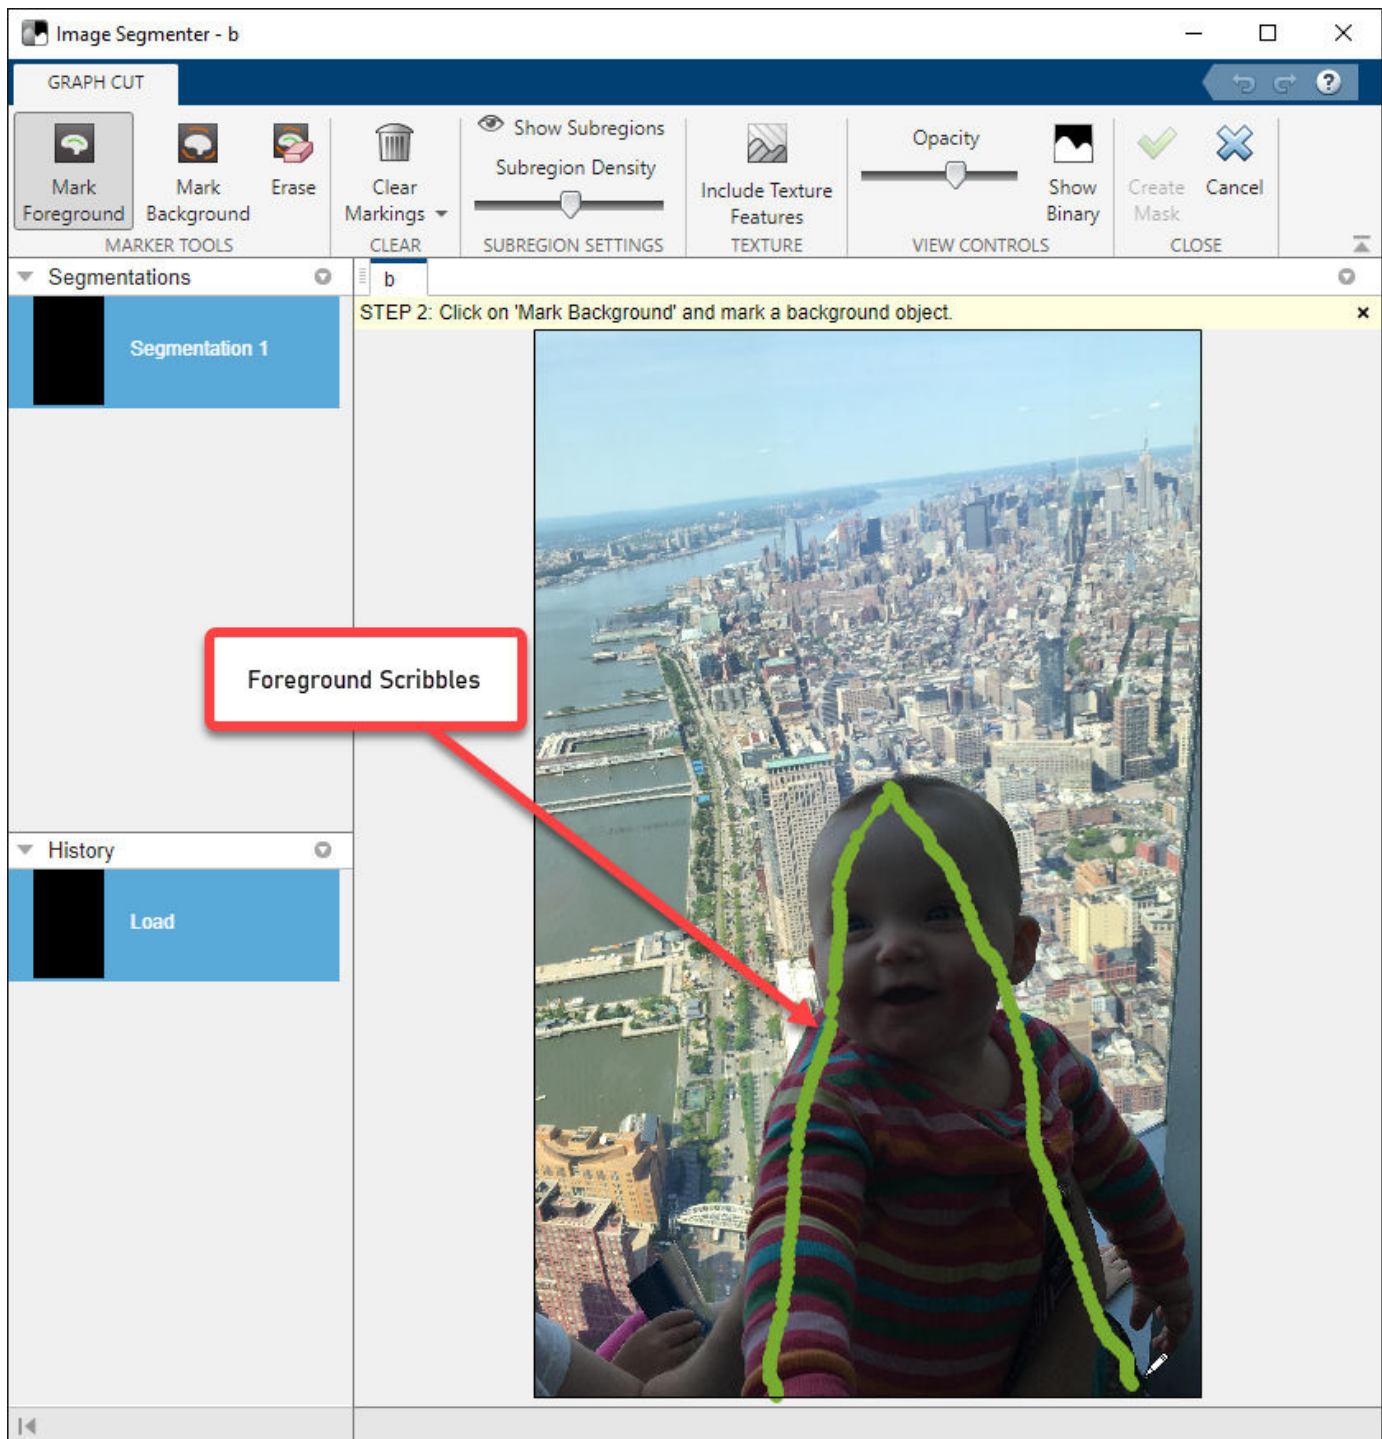 Image Segmenter - b
GRAPH CUT
?
Mark
Foreground
Mark
Background
Erase
MARKER TOOLS
Clear
Markings
CLEAR
Show Subregions
Subregion Density
SUBREGION SETTINGS
Include Texture
Features
TEXTURE
Opacity
Show
Binary
VIEW CONTROLS
Create
Mask
Cancel
CLOSE
Segmentations
b
STEP 2: Click on 'Mark Background' and mark a background object.
Segmentation 1
Foreground Scribbles
History
Load